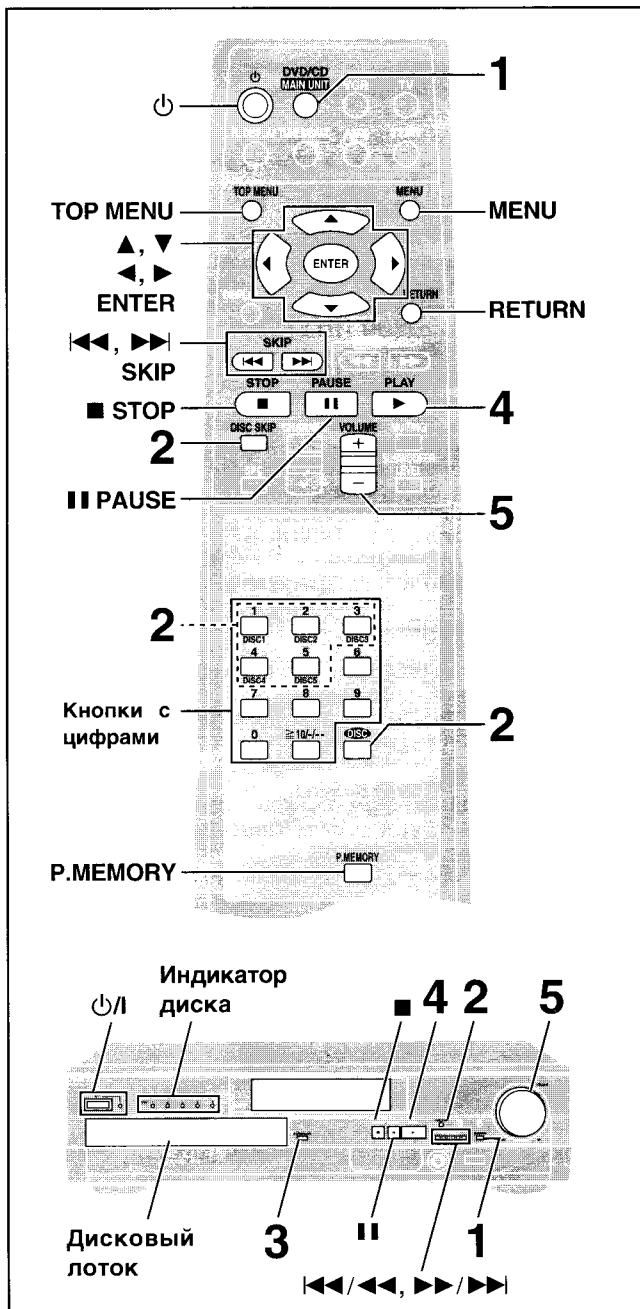 DVD/CD
MAIN UNIT
1
TOP MENU
MENU
TOP MENU
MENU
▲, ▼
◀, ▶
ENTER
ENTER
RETURN
|◀◀, ▶▶|
SKIP
SKIP
STOP
PAUSE
PLAY
■ STOP
4
DISC SKIP
VOLUME
2
+
−
❚❚ PAUSE
5
2
1
2
3
DISC1
DISC2
DISC3
4
5
6
DISC4
DISC5
7
8
9
Кнопки с
цифрами
0
≧10/-/--
DISC
2
P.MEMORY
P.MEMORY
Индикатор
диска
⏻/I
■
4
2
5
Дисковый
лоток
3
❚❚
1
|◀◀/◀◀, ▶▶/▶▶|